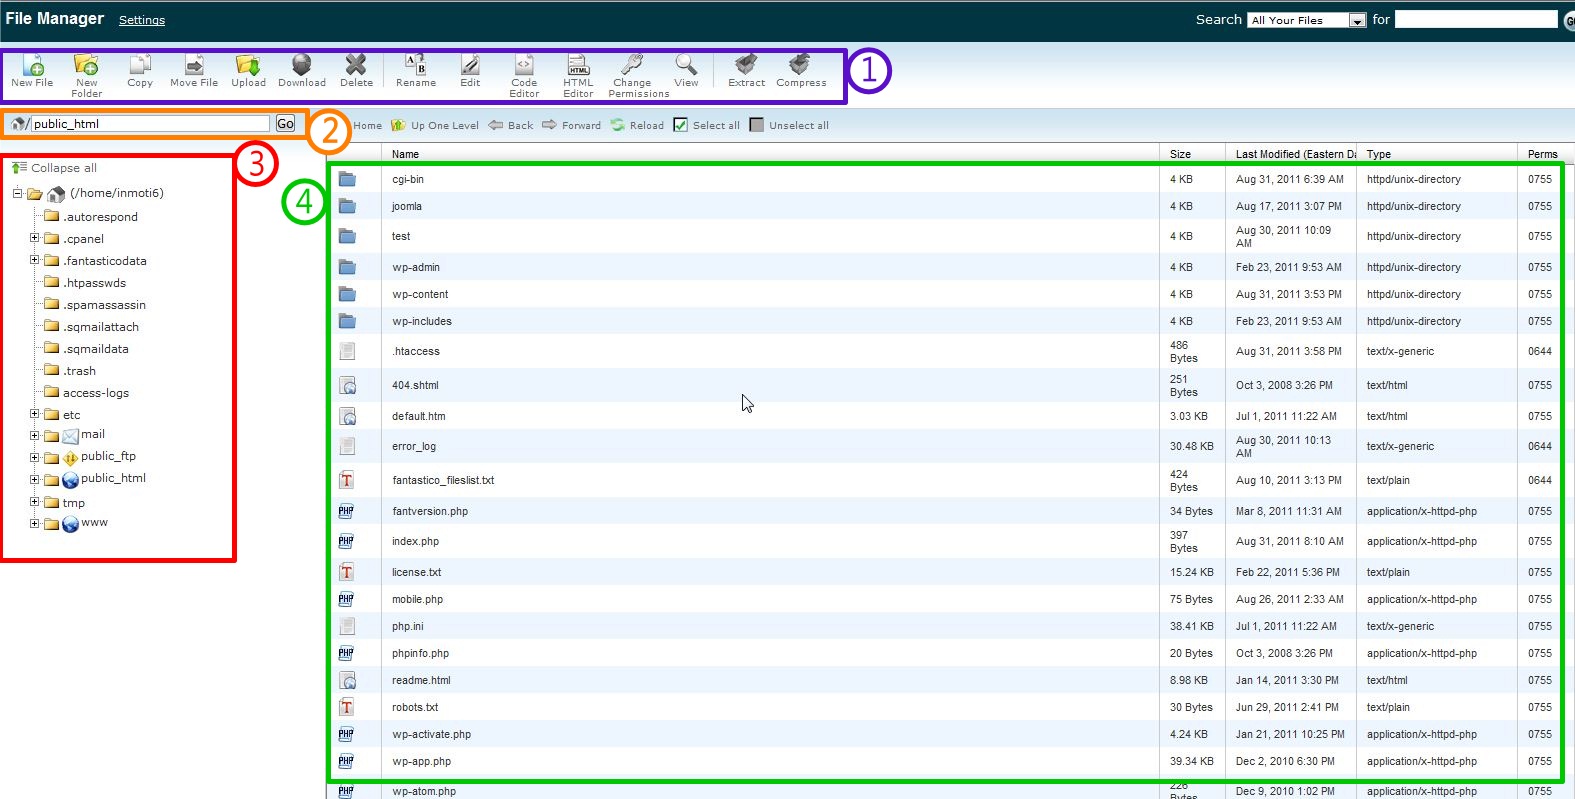 File Manager Settings Search All Your Files for Go
New File New Folder Copy Move File Upload Download Delete Rename Edit Code Editor HTML Editor Change Permissions View Extract Compress 1
/ public_html Go 2 Home Up One Level Back Forward Reload Select all Unselect all
3
Collapse all
(/home/inmoti6)
.autorespond
.cpanel
.fantasticodata
.htpasswds
.spamassassin
.sqmailattach
.sqmaildata
.trash
access-logs
etc
mail
public_ftp
public_html
tmp
www
4
Name Size Last Modified (Eastern Da Type Perms
cgi-bin 4 KB Aug 31, 2011 6:39 AM httpd/unix-directory 0755
joomla 4 KB Aug 17, 2011 3:07 PM httpd/unix-directory 0755
test 4 KB Aug 30, 2011 10:09 AM httpd/unix-directory 0755
wp-admin 4 KB Feb 23, 2011 9:53 AM httpd/unix-directory 0755
wp-content 4 KB Aug 31, 2011 3:53 PM httpd/unix-directory 0755
wp-includes 4 KB Feb 23, 2011 9:53 AM httpd/unix-directory 0755
.htaccess 486 Bytes Aug 31, 2011 3:58 PM text/x-generic 0644
404.shtml 251 Bytes Oct 3, 2008 3:26 PM text/html 0755
default.htm 3.03 KB Jul 1, 2011 11:22 AM text/html 0755
error_log 30.48 KB Aug 30, 2011 10:13 AM text/x-generic 0644
fantastico_fileslist.txt 424 Bytes Aug 10, 2011 3:13 PM text/plain 0644
fantversion.php 34 Bytes Mar 8, 2011 11:31 AM application/x-httpd-php 0755
index.php 397 Bytes Aug 31, 2011 8:10 AM application/x-httpd-php 0755
license.txt 15.24 KB Feb 22, 2011 5:36 PM text/plain 0755
mobile.php 75 Bytes Aug 26, 2011 2:33 AM application/x-httpd-php 0755
php.ini 38.41 KB Jul 1, 2011 11:22 AM text/x-generic 0755
phpinfo.php 20 Bytes Oct 3, 2008 3:26 PM application/x-httpd-php 0755
readme.html 8.98 KB Jan 14, 2011 3:30 PM text/html 0755
robots.txt 30 Bytes Jun 29, 2011 2:41 PM text/plain 0755
wp-activate.php 4.24 KB Jan 21, 2011 10:25 PM application/x-httpd-php 0755
wp-app.php 39.34 KB Dec 2, 2010 6:30 PM application/x-httpd-php 0755
wp-atom.php 226 Bytes Dec 9, 2010 1:02 PM application/x-httpd-php 0755